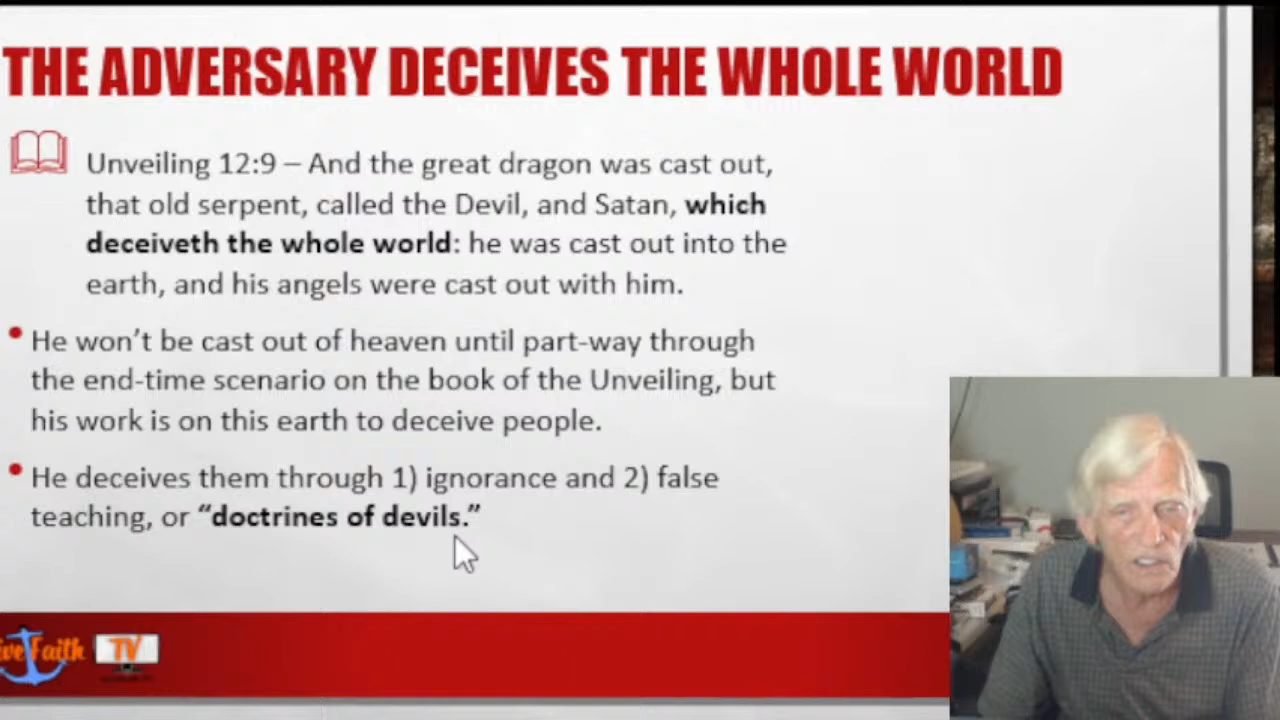 THE ADVERSARY DECEIVES THE WHOLE WORLD
Unveiling 12:9 – And the great dragon was cast out,
that old serpent, called the Devil, and Satan, which
deceiveth the whole world: he was cast out into the
earth, and his angels were cast out with him.
• He won't be cast out of heaven until part-way through
the end-time scenario on the book of the Unveiling, but
his work is on this earth to deceive people.
• He deceives them through 1) ignorance and 2) false
teaching, or “doctrines of devils.”
Faith TV